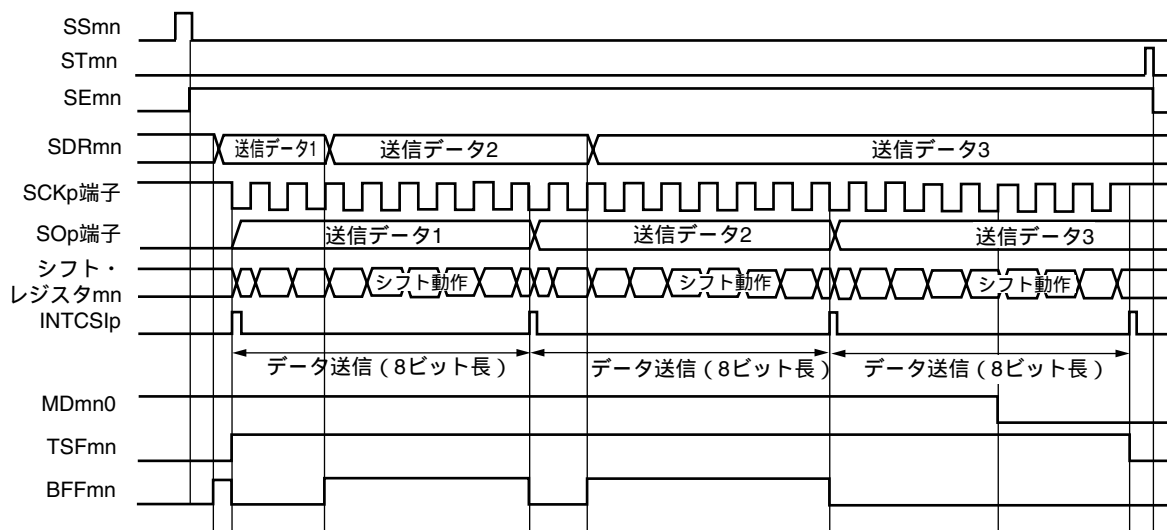 SSmn
STmn
SEmn
SDRmn 送信データ1 送信データ2 送信データ3
SCKp端子
SOp端子 送信データ1 送信データ2 送信データ3
シフト・
レジスタmn シフト動作 シフト動作 シフト動作
INTCSIp
データ送信（8ビット長） データ送信（8ビット長） データ送信（8ビット長）
MDmn0
TSFmn
BFFmn